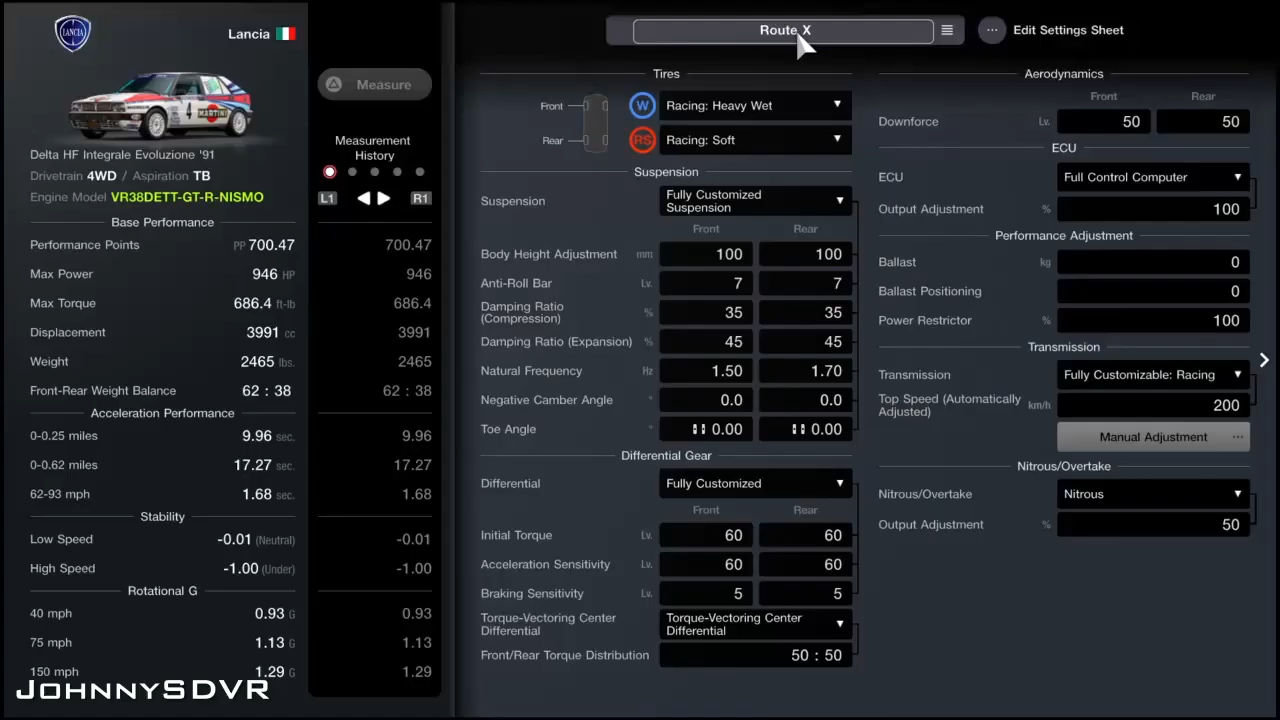 Route X
Edit Settings Sheet
LANCIA
Lancia
4
MARTINI
Delta HF Integrale Evoluzione '91
Drivetrain 4WD / Aspiration TB
Engine Model VR38DETT-GT-R-NISMO
Base Performance
Performance Points PP 700.47
Max Power 946 HP
Max Torque 686.4 ft-lb
Displacement 3991 cc
Weight 2465 lbs.
Front-Rear Weight Balance 62 : 38
Acceleration Performance
0-0.25 miles 9.96 sec.
0-0.62 miles 17.27 sec.
62-93 mph 1.68 sec.
Stability
Low Speed -0.01 (Neutral)
High Speed -1.00 (Under)
Rotational G
40 mph 0.93 G
75 mph 1.13 G
150 mph 1.29 G
JohnnySDVR
Measure
Measurement
History
L1 R1
700.47
946
686.4
3991
2465
62 : 38
9.96
17.27
1.68
-0.01
-1.00
0.93
1.13
1.29
Tires
Front W Racing: Heavy Wet
Rear RS Racing: Soft
Suspension
Suspension Fully Customized
Suspension
Front Rear
Body Height Adjustment mm 100 100
Anti-Roll Bar Lv. 7 7
Damping Ratio
(Compression) % 35 35
Damping Ratio (Expansion) % 45 45
Natural Frequency Hz 1.50 1.70
Negative Camber Angle ° 0.0 0.0
Toe Angle ° 0.00 0.00
Differential Gear
Differential Fully Customized
Front Rear
Initial Torque Lv. 60 60
Acceleration Sensitivity Lv. 60 60
Braking Sensitivity Lv. 5 5
Torque-Vectoring Center
Differential
Torque-Vectoring Center
Differential
Front/Rear Torque Distribution 50 : 50
Aerodynamics
Front Rear
Downforce Lv. 50 50
ECU
ECU Full Control Computer
Output Adjustment % 100
Performance Adjustment
Ballast kg 0
Ballast Positioning 0
Power Restrictor % 100
Transmission
Transmission Fully Customizable: Racing
Top Speed (Automatically
Adjusted) km/h 200
Manual Adjustment
Nitrous/Overtake
Nitrous/Overtake Nitrous
Output Adjustment % 50